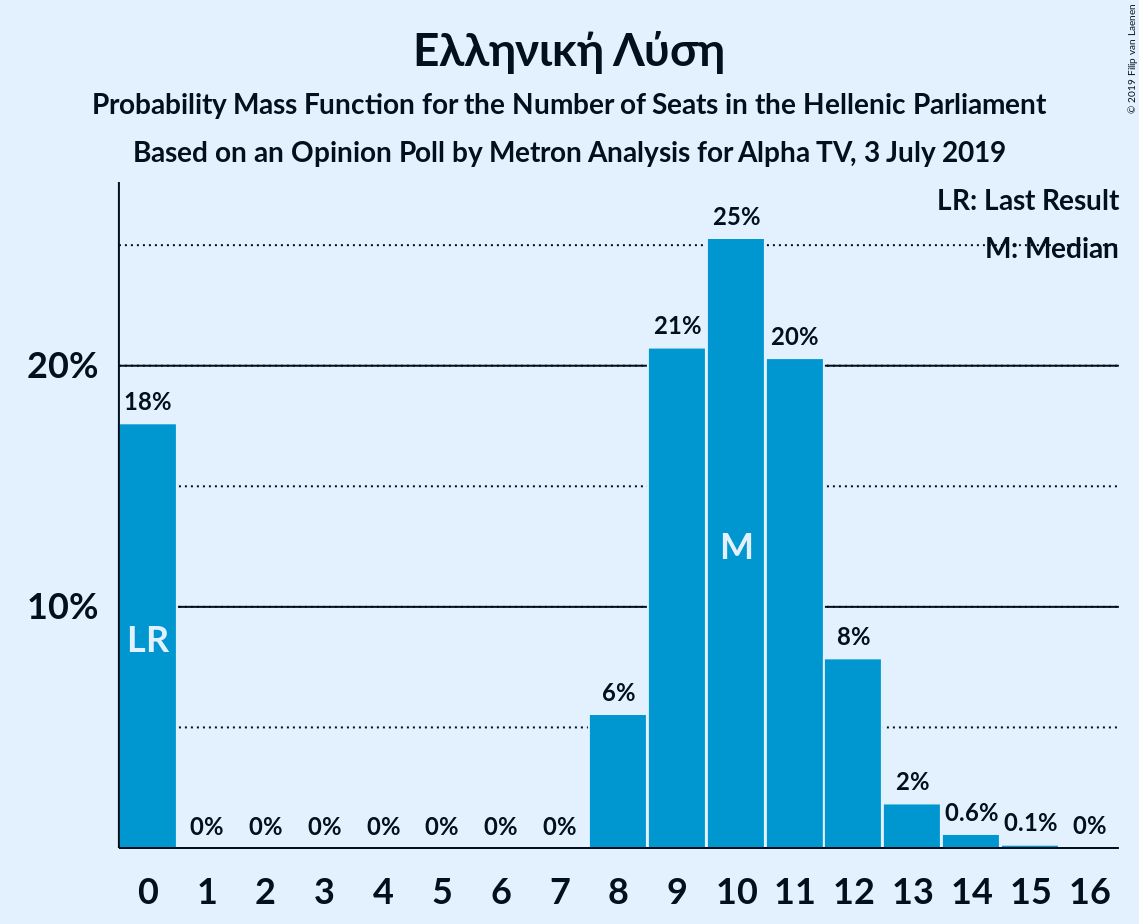 Ελληνική Λύση
Probability Mass Function for the Number of Seats in the Hellenic Parliament
Based on an Opinion Poll by Metron Analysis for Alpha TV, 3 July 2019
© 2019 Filip van Laenen
LR: Last Result
M: Median
25%
21%
20%
20%
18%
10%
8%
6%
2%
0.6%
0.1%
0%
0% 0% 0% 0% 0% 0% 0%
LR
M
0 1 2 3 4 5 6 7 8 9 10 11 12 13 14 15 16